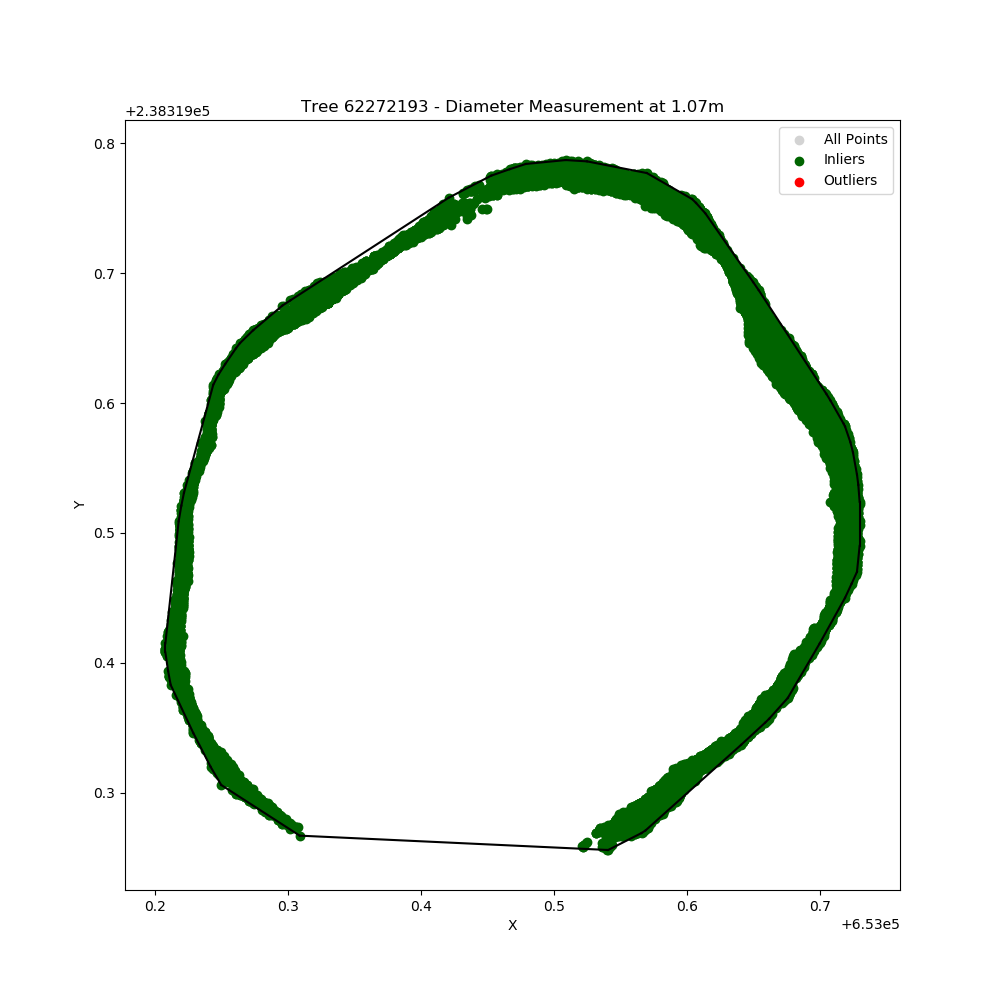 Tree 62272193 - Diameter Measurement at 1.07m
+2.38319e5
All Points
Inliers
Outliers
0.8
0.7
0.6
0.5
0.4
0.3
Y
0.2 0.3 0.4 0.5 0.6 0.7
X
+6.53e5